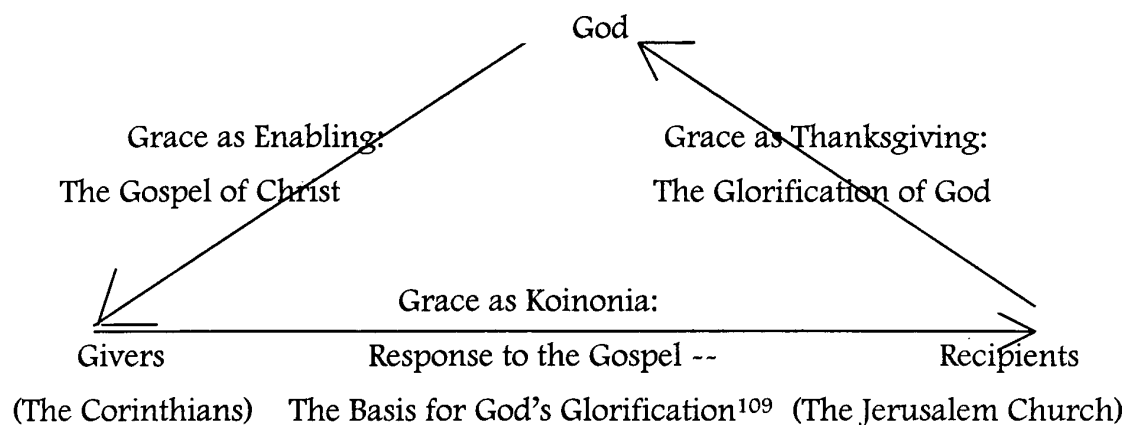 God
Grace as Enabling: Grace as Thanksgiving:
The Gospel of Christ The Glorification of God
Grace as Koinonia:
Givers Response to the Gospel -- Recipients
(The Corinthians) The Basis for God's Glorification¹⁰⁹ (The Jerusalem Church)